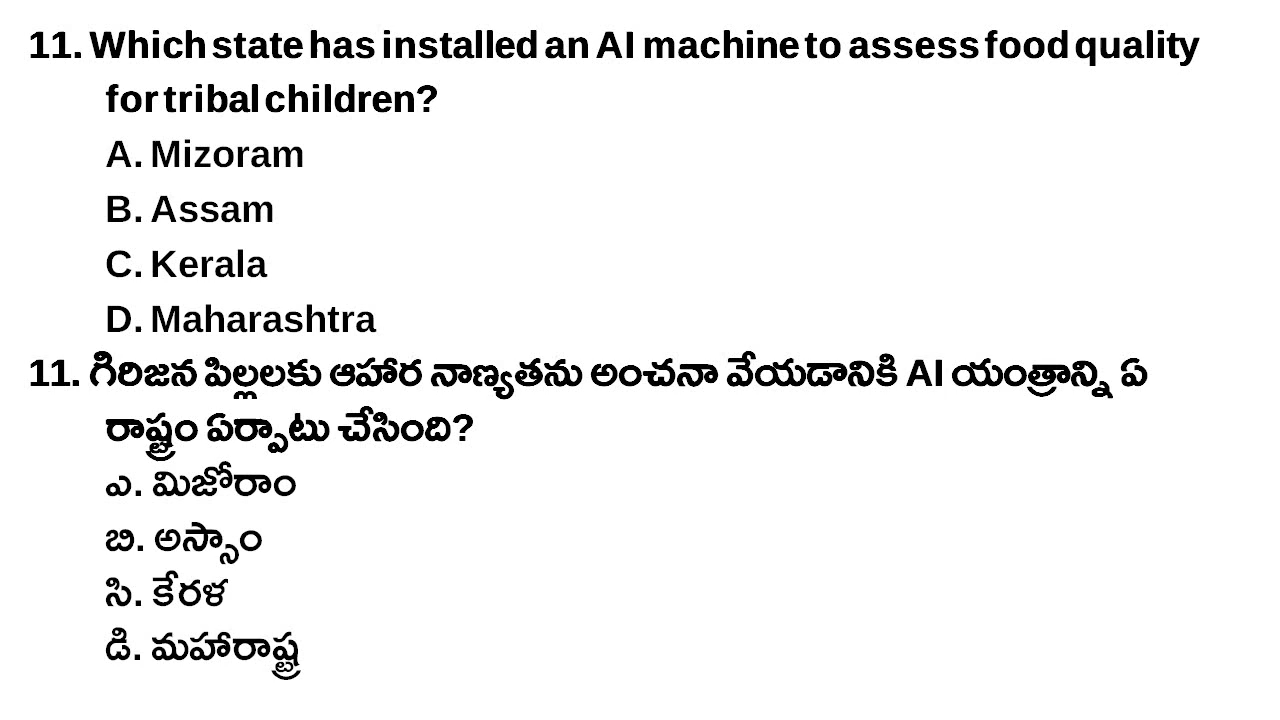 11. Which state has installed an AI machine to assess food quality
for tribal children?
A. Mizoram
B. Assam
C. Kerala
D. Maharashtra
11. గిరిజన పిల్లలకు ఆహార నాణ్యతను అంచనా వేయడానికి AI యంత్రాన్ని ఏ
రాష్ట్రం ఏర్పాటు చేసింది?
ఎ. మిజోరాం
బి. అస్సాం
సి. కేరళ
డి. మహారాష్ట్ర